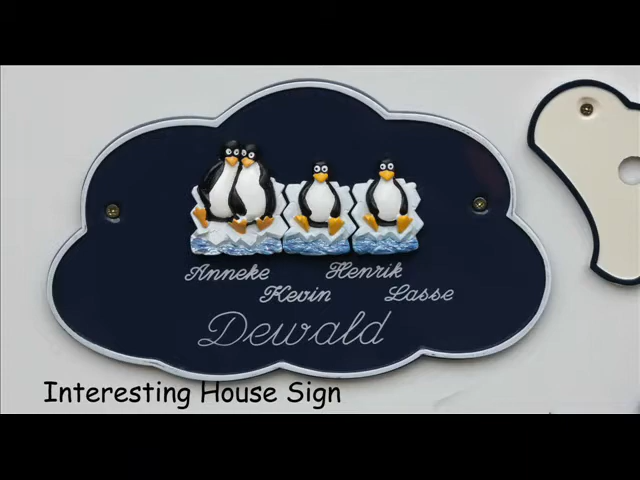 Anneke Henrik
Kevin Lasse
Dewald
Interesting House Sign